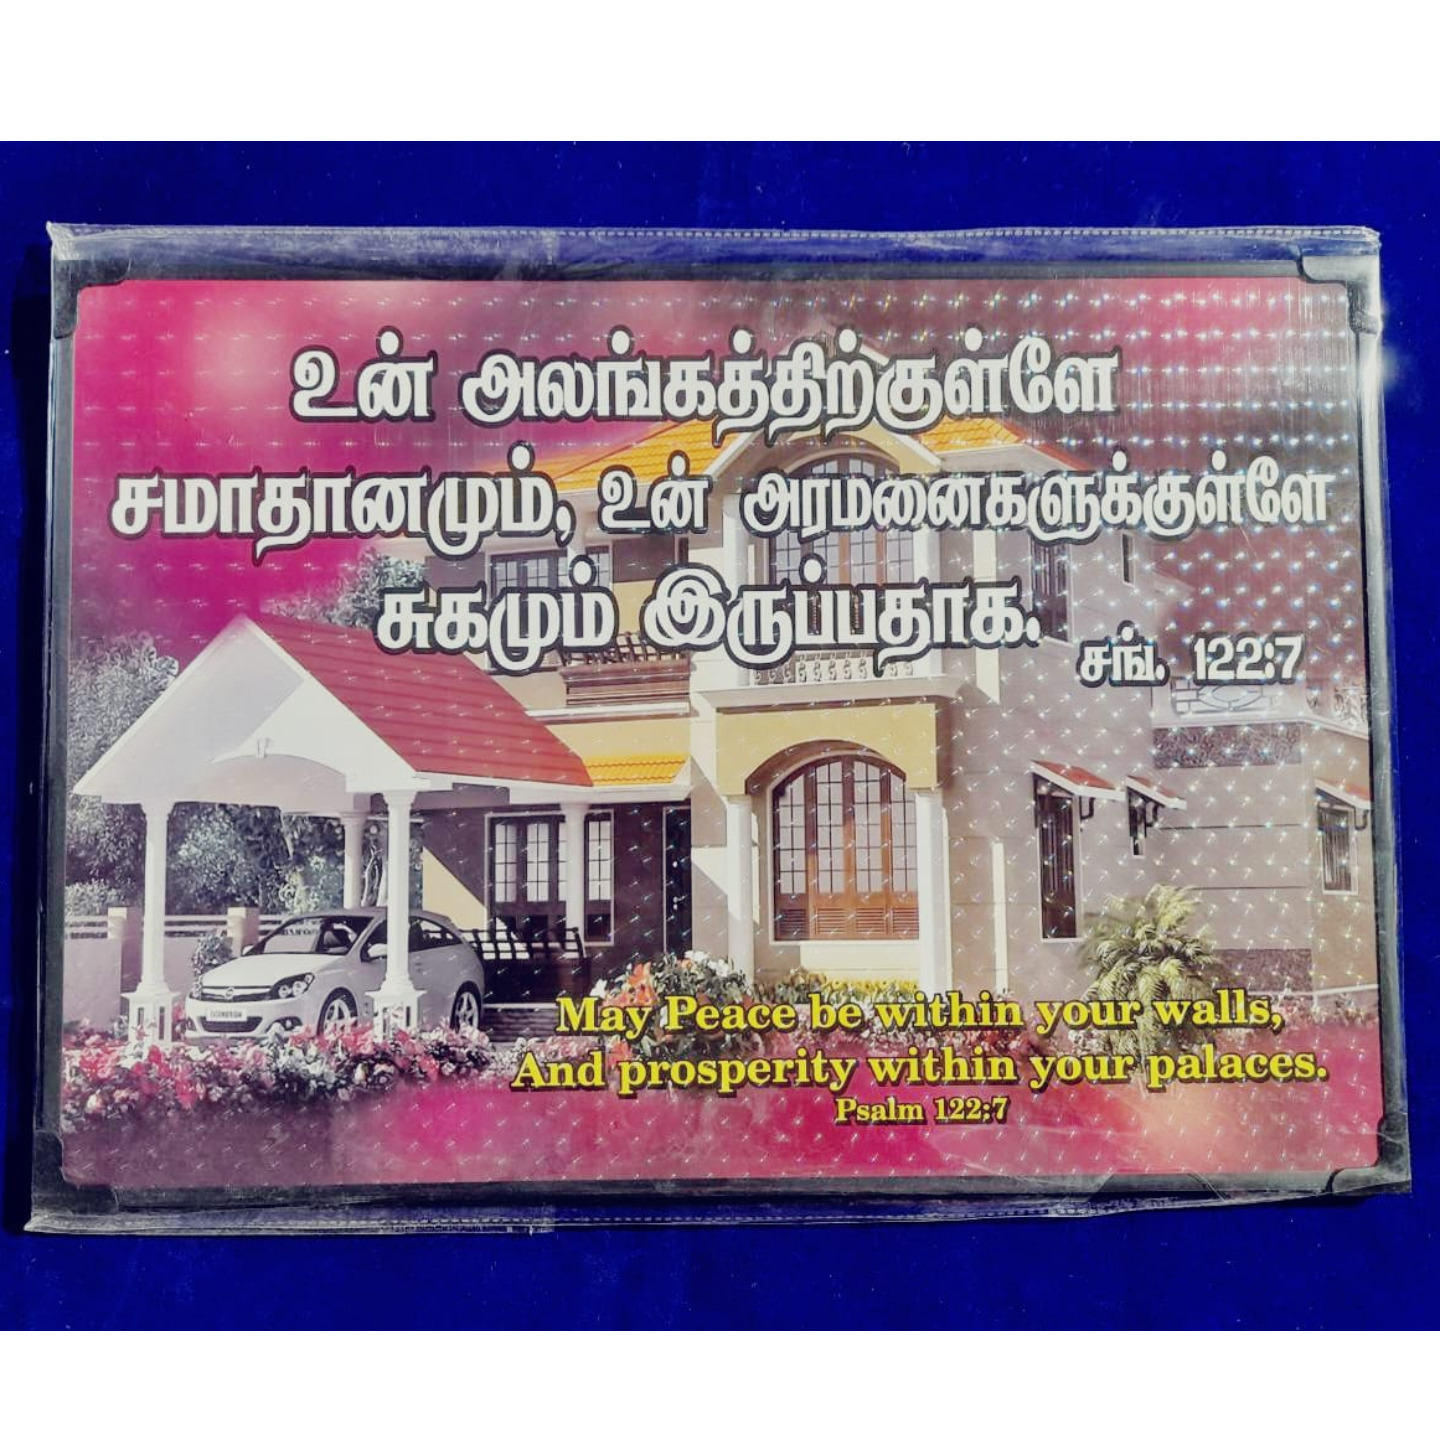 உன் அலங்கத்திற்குள்ளே
சமாதானமும், உன் அரமனைகளுக்குள்ளே
சுகமும் இருப்பதாக.
சங். 122:7
May Peace be within your walls,
And prosperity within your palaces.
Psalm 122:7